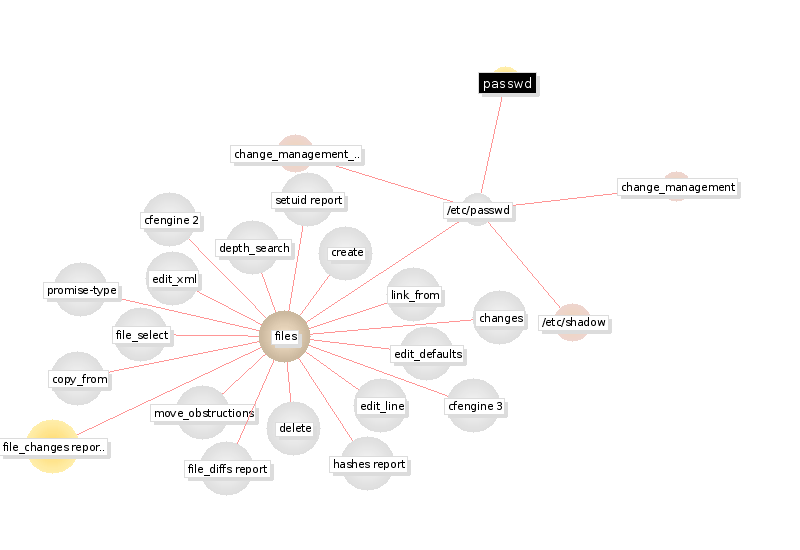 passwd
change_management_..
change_management
setuid report
/etc/passwd
cfengine 2
depth_search
create
edit_xml
promise-type
link_from
changes
/etc/shadow
file_select
files
edit_defaults
copy_from
edit_line
cfengine 3
move_obstructions
delete
file_changes repor..
hashes report
file_diffs report